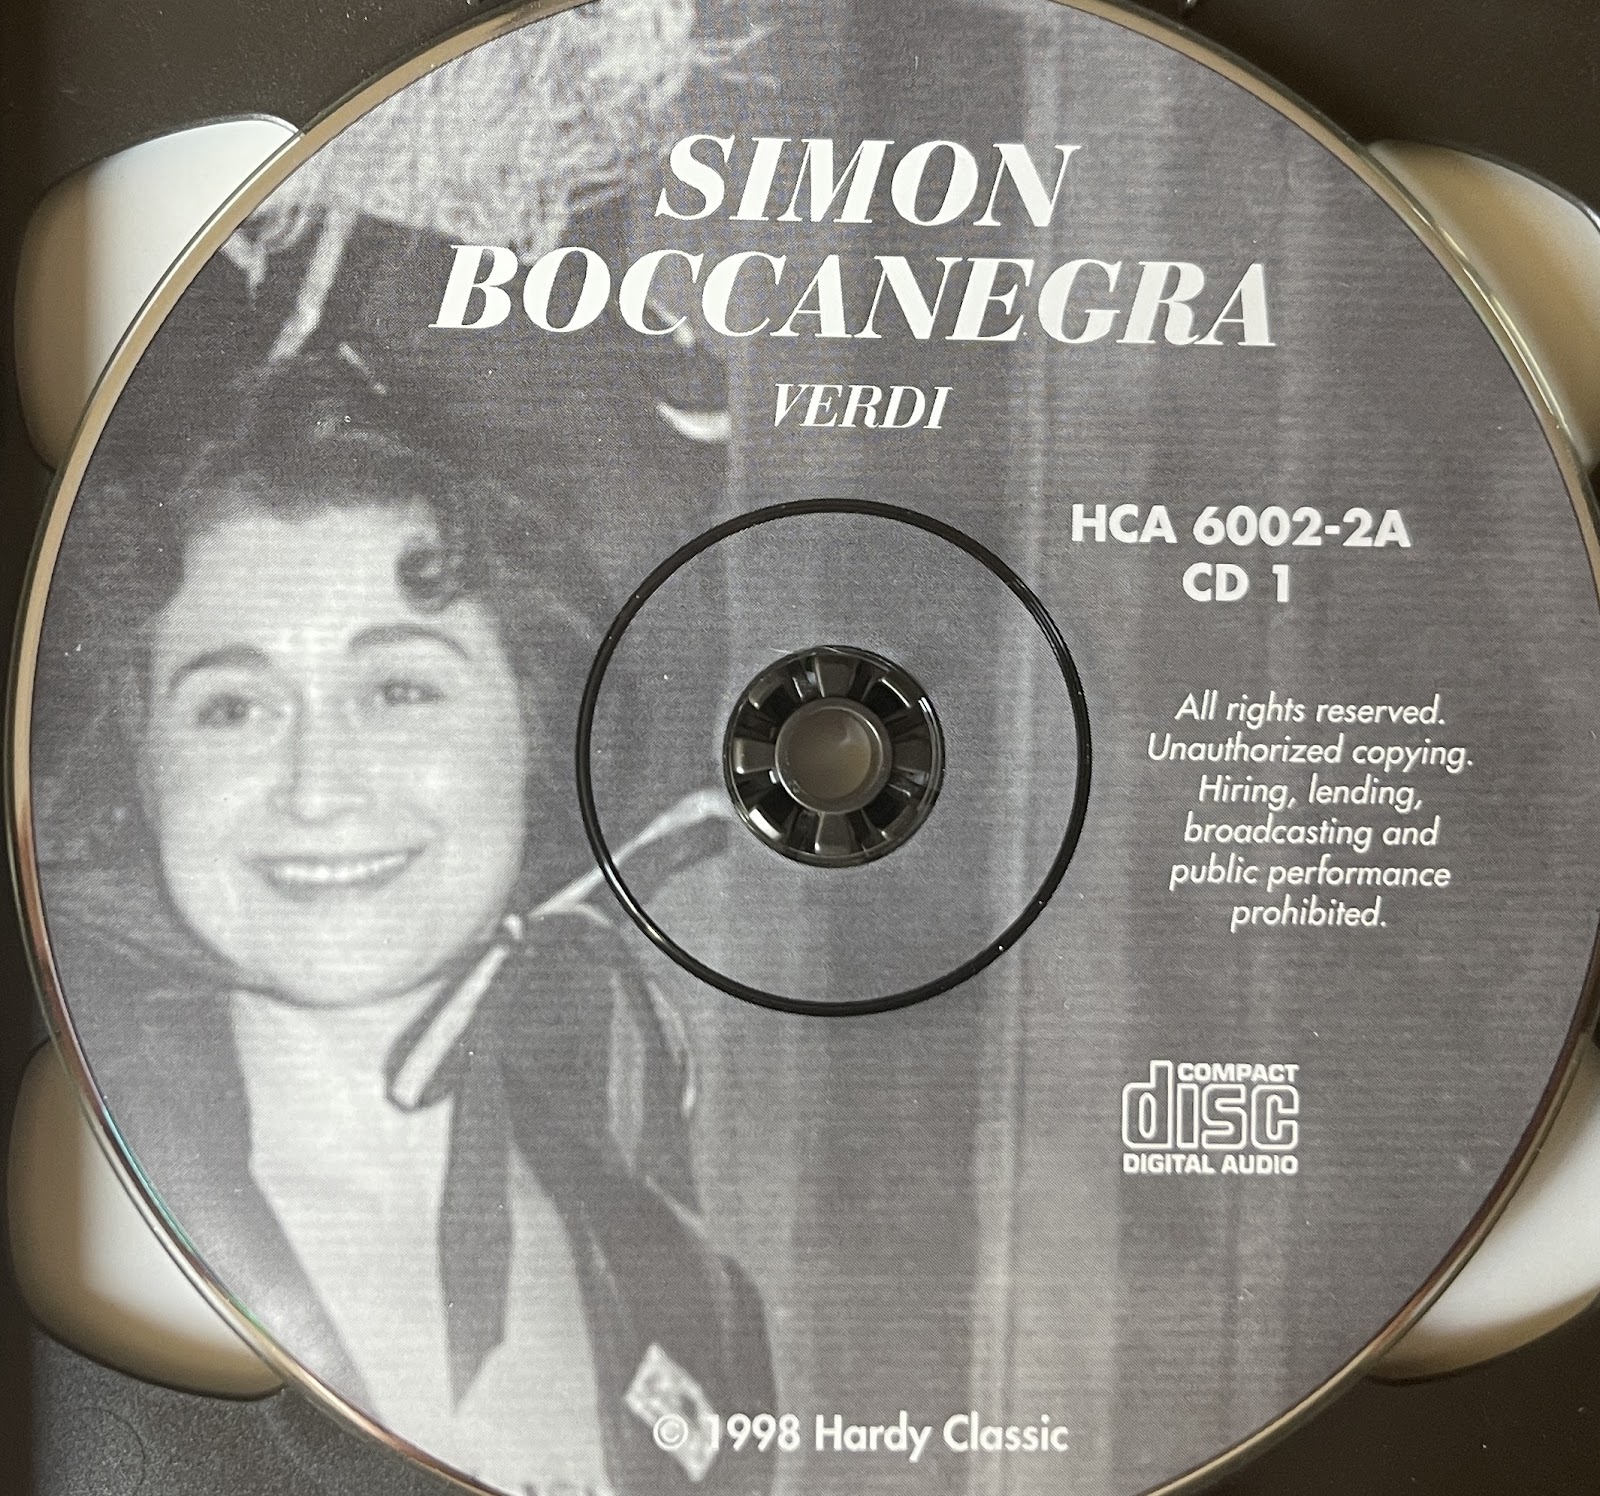 SIMON
BOCCANEGRA
VERDI
HCA 6002-2A
CD 1
All rights reserved.
Unauthorized copying.
Hiring, lending,
broadcasting and
public performance
prohibited.
COMPACT
disc
DIGITAL AUDIO
© 1998 Hardy Classic